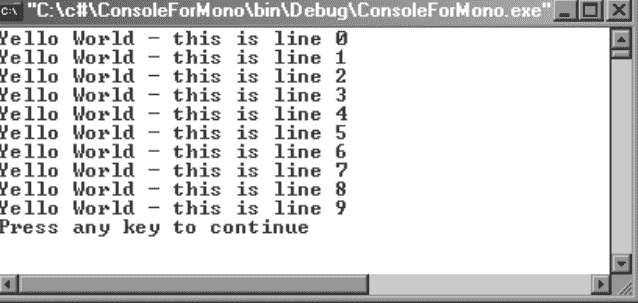 "C:\c#\ConsoleForMono\bin\Debug\ConsoleForMono.exe"
Yello World - this is line 0
Yello World - this is line 1
Yello World - this is line 2
Yello World - this is line 3
Yello World - this is line 4
Yello World - this is line 5
Yello World - this is line 6
Yello World - this is line 7
Yello World - this is line 8
Yello World - this is line 9
Press any key to continue